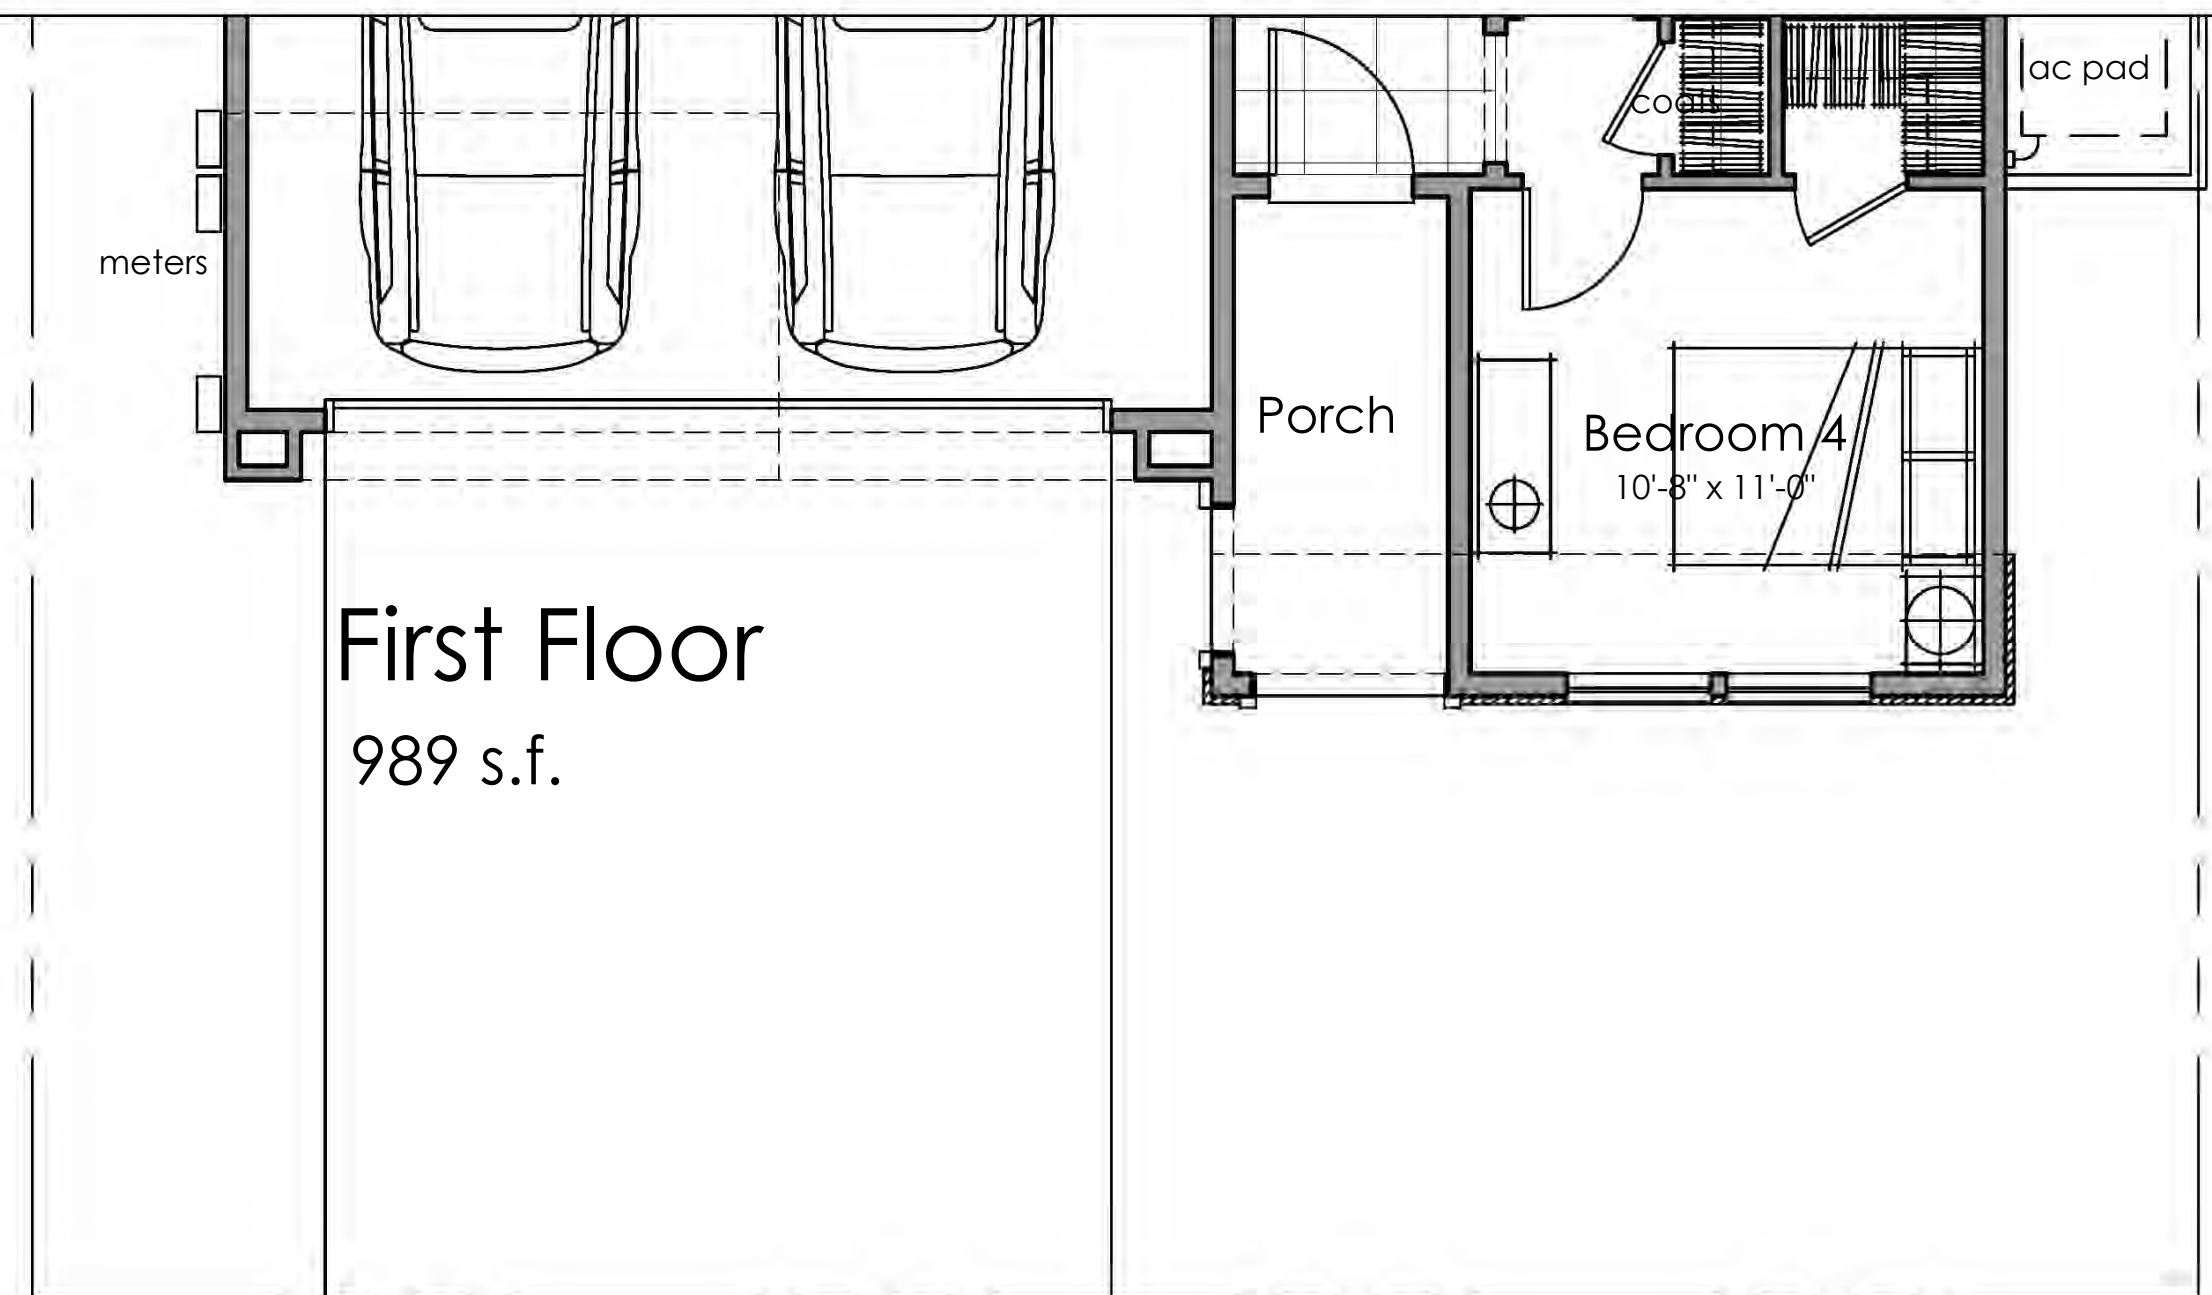 ac pad
coats
meters
Porch
Bedroom 4
10'-8" x 11'-0"
First Floor
989 s.f.